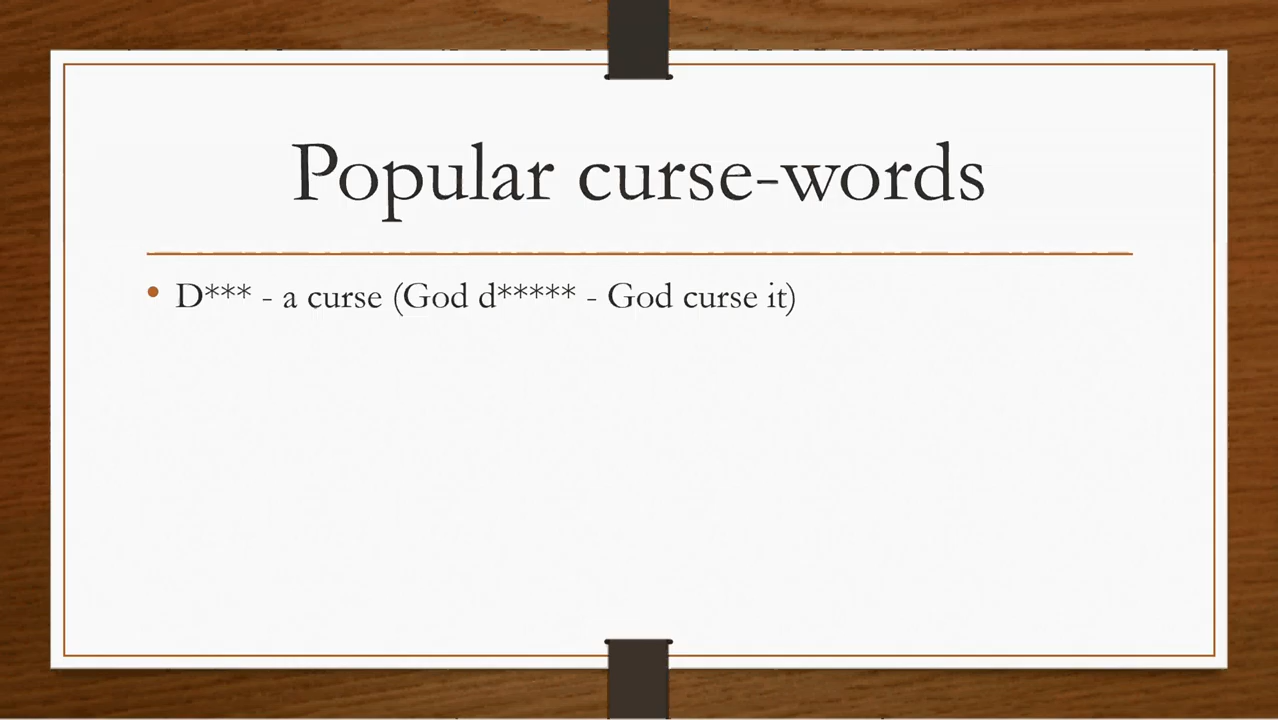 Popular curse-words
• D*** - a curse (God d***** - God curse it)